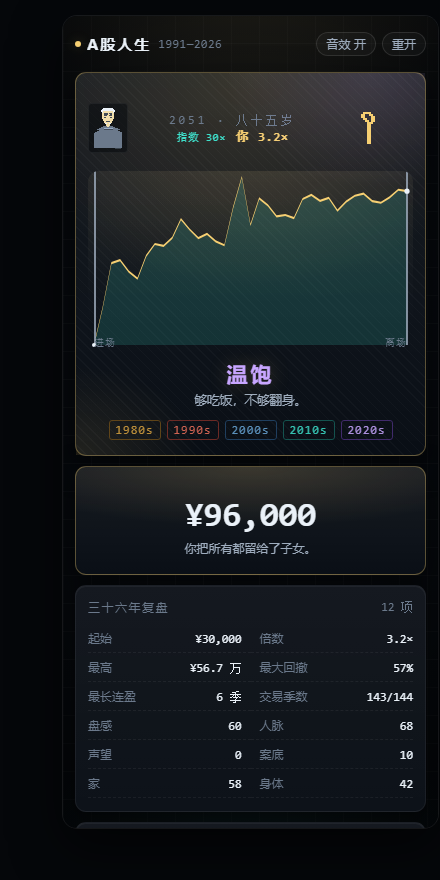 A股人生 1991—2026 音效 开 重开
2051 · 八十五岁
指数 30× 你 3.2×
进场 离场
温饱
够吃饭，不够翻身。
1980s 1990s 2000s 2010s 2020s
¥96,000
你把所有都留给了子女。
三十六年复盘 12 项
起始 ¥30,000 倍数 3.2×
最高 ¥56.7 万 最大回撤 57%
最长连盈 6 季 交易季数 143/144
盘感 60 人脉 68
声望 0 案底 10
家 58 身体 42